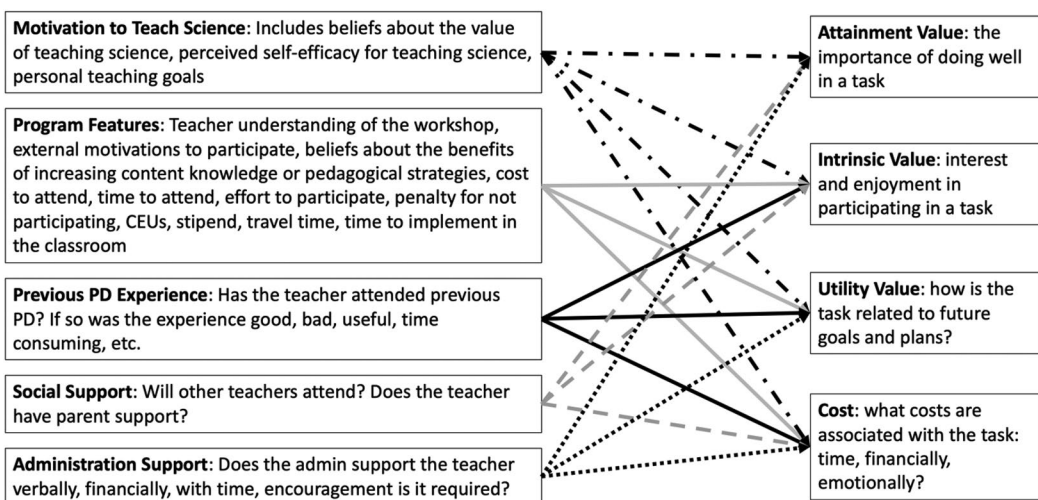 Motivation to Teach Science: Includes beliefs about the value
of teaching science, perceived self-efficacy for teaching science,
personal teaching goals
Program Features: Teacher understanding of the workshop,
external motivations to participate, beliefs about the benefits
of increasing content knowledge or pedagogical strategies, cost
to attend, time to attend, effort to participate, penalty for not
participating, CEUs, stipend, travel time, time to implement in
the classroom
Previous PD Experience: Has the teacher attended previous
PD? If so was the experience good, bad, useful, time
consuming, etc.
Social Support: Will other teachers attend? Does the teacher
have parent support?
Administration Support: Does the admin support the teacher
verbally, financially, with time, encouragement is it required?
Attainment Value: the
importance of doing well
in a task
Intrinsic Value: interest
and enjoyment in
participating in a task
Utility Value: how is the
task related to future
goals and plans?
Cost: what costs are
associated with the task:
time, financially,
emotionally?